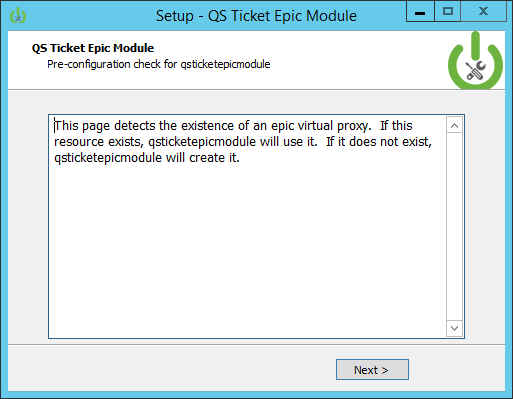 Setup - QS Ticket Epic Module
QS Ticket Epic Module
Pre-configuration check for qsticketepicmodule
This page detects the existence of an epic virtual proxy.  If this
resource exists, qsticketepicmodule will use it.  If it does not exist,
qsticketepicmodule will create it.
Next >